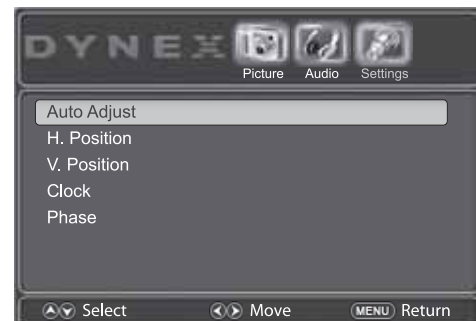 DYNEX
Picture Audio Settings
Auto Adjust
H. Position
V. Position
Clock
Phase
Select Move MENU Return